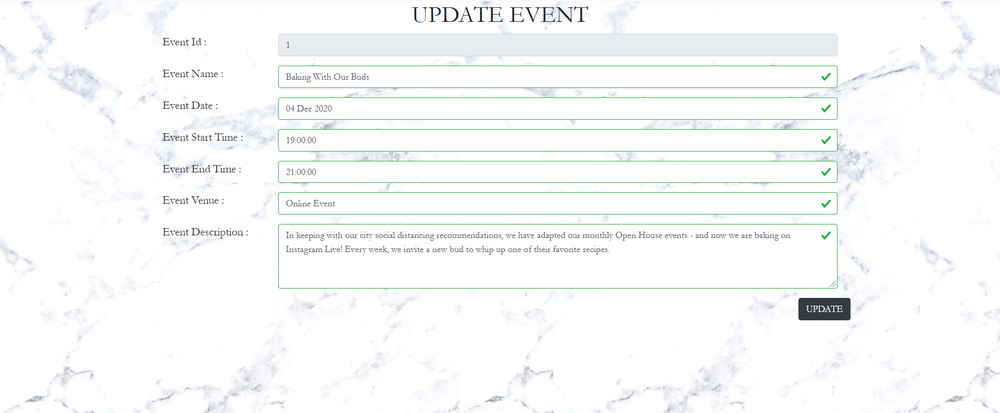 UPDATE EVENT
Event Id :
1
Event Name :
Baking With Our Buds
Event Date :
04 Dec 2020
Event Start Time :
19:00:00
Event End Time :
21:00:00
Event Venue :
Online Event
Event Description :
In keeping with our city social distancing recommendations, we have adapted our monthly Open House events - and now we are baking on
Instagram Live! Every week, we invite a new bud to whip up one of their favorite recipes.
UPDATE